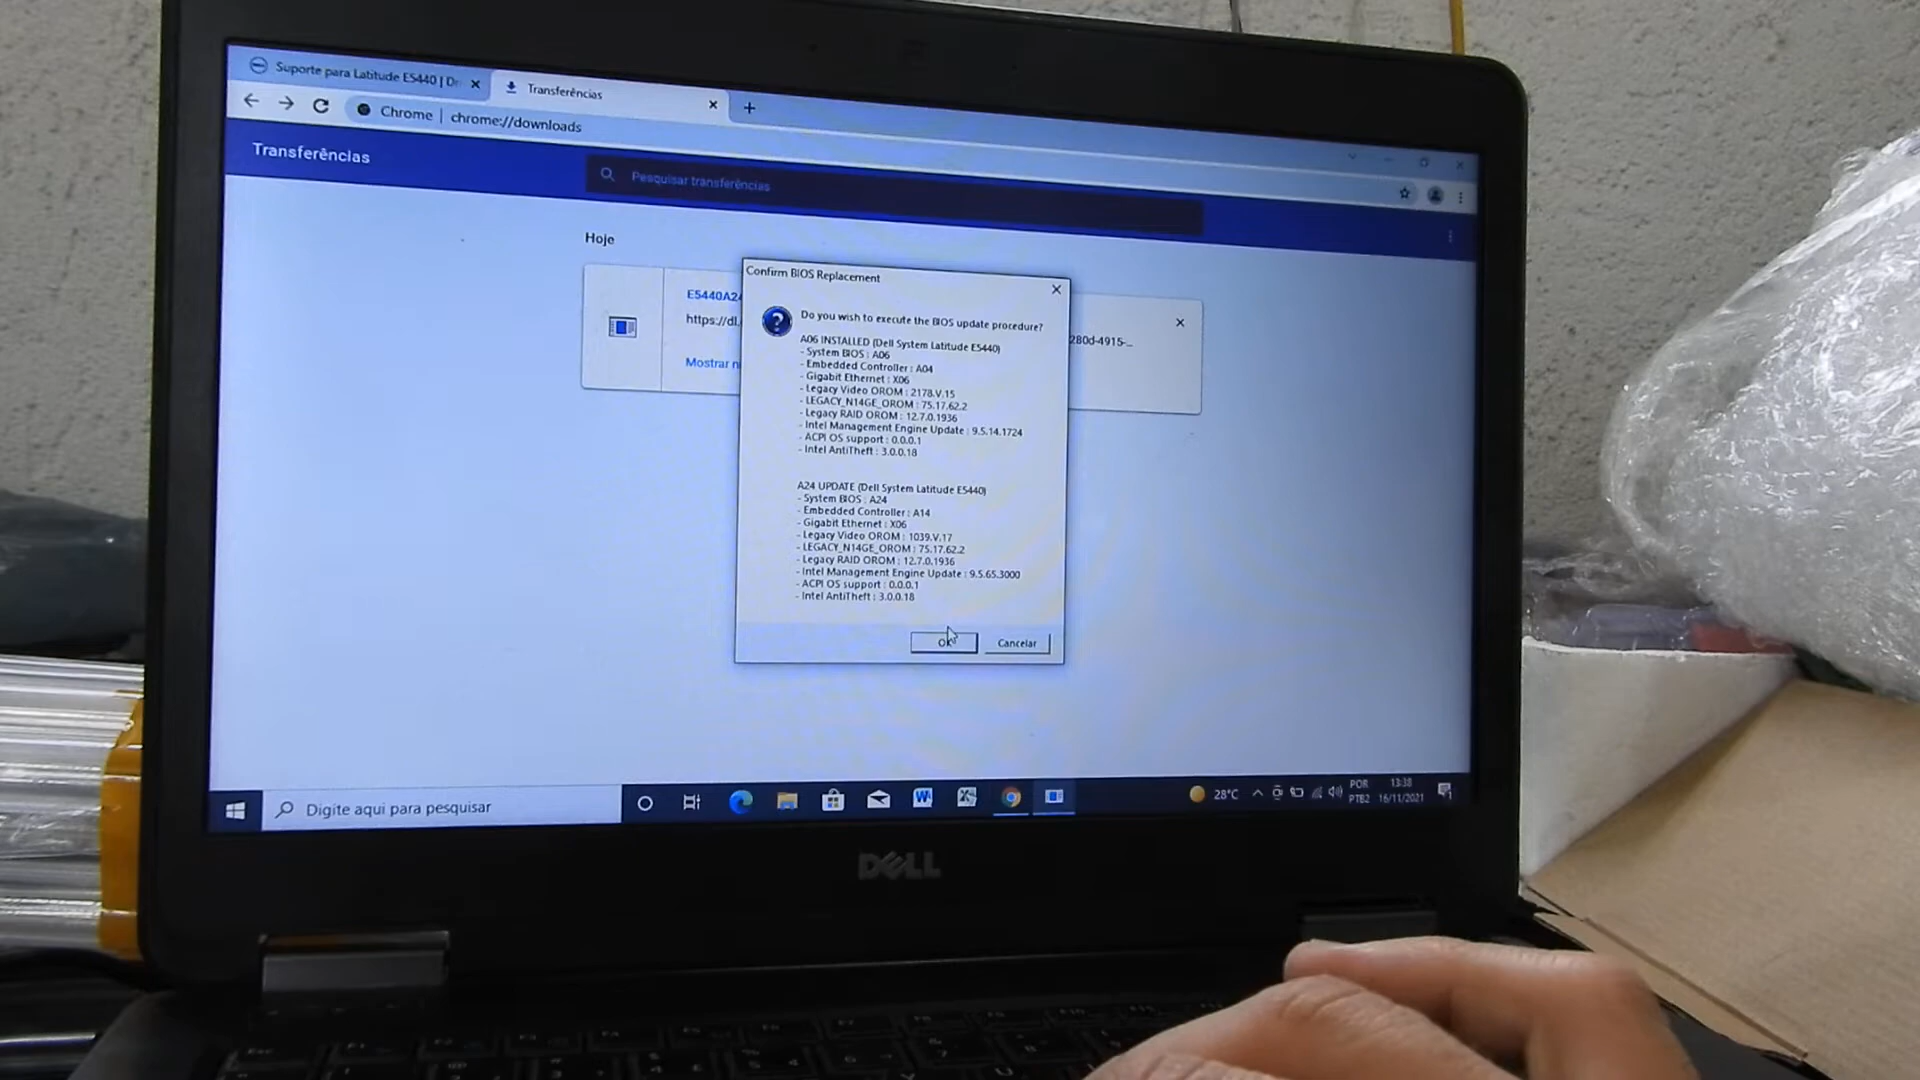 Suporte para Latitude E5440 | D
Transferências
Chrome | chrome://downloads
Transferências
Pesquisar transferências
Hoje
E5440A24
https://dl.
280d-4915-...
Mostrar n
Confirm BIOS Replacement
Do you wish to execute the BIOS update procedure?
A06 INSTALLED (Dell System Latitude E5440)
- System BIOS : A06
- Embedded Controller : A04
- Gigabit Ethernet : X06
- Legacy Video OROM : 2178.V.15
- LEGACY_N14GE_OROM : 75.17.62.2
- Legacy RAID OROM : 12.7.0.1936
- Intel Management Engine Update : 9.5.14.1724
- ACPI OS support : 0.0.0.1
- Intel AntiTheft : 3.0.0.18
A24 UPDATE (Dell System Latitude E5440)
- System BIOS : A24
- Embedded Controller : A14
- Gigabit Ethernet : X06
- Legacy Video OROM : 1039.V.17
- LEGACY_N14GE_OROM : 75.17.62.2
- Legacy RAID OROM : 12.7.0.1936
- Intel Management Engine Update : 9.5.65.3000
- ACPI OS support : 0.0.0.1
- Intel AntiTheft : 3.0.0.18
OK
Cancelar
Digite aqui para pesquisar
28°C
POR
PTB2
13:38
16/11/2021
DELL